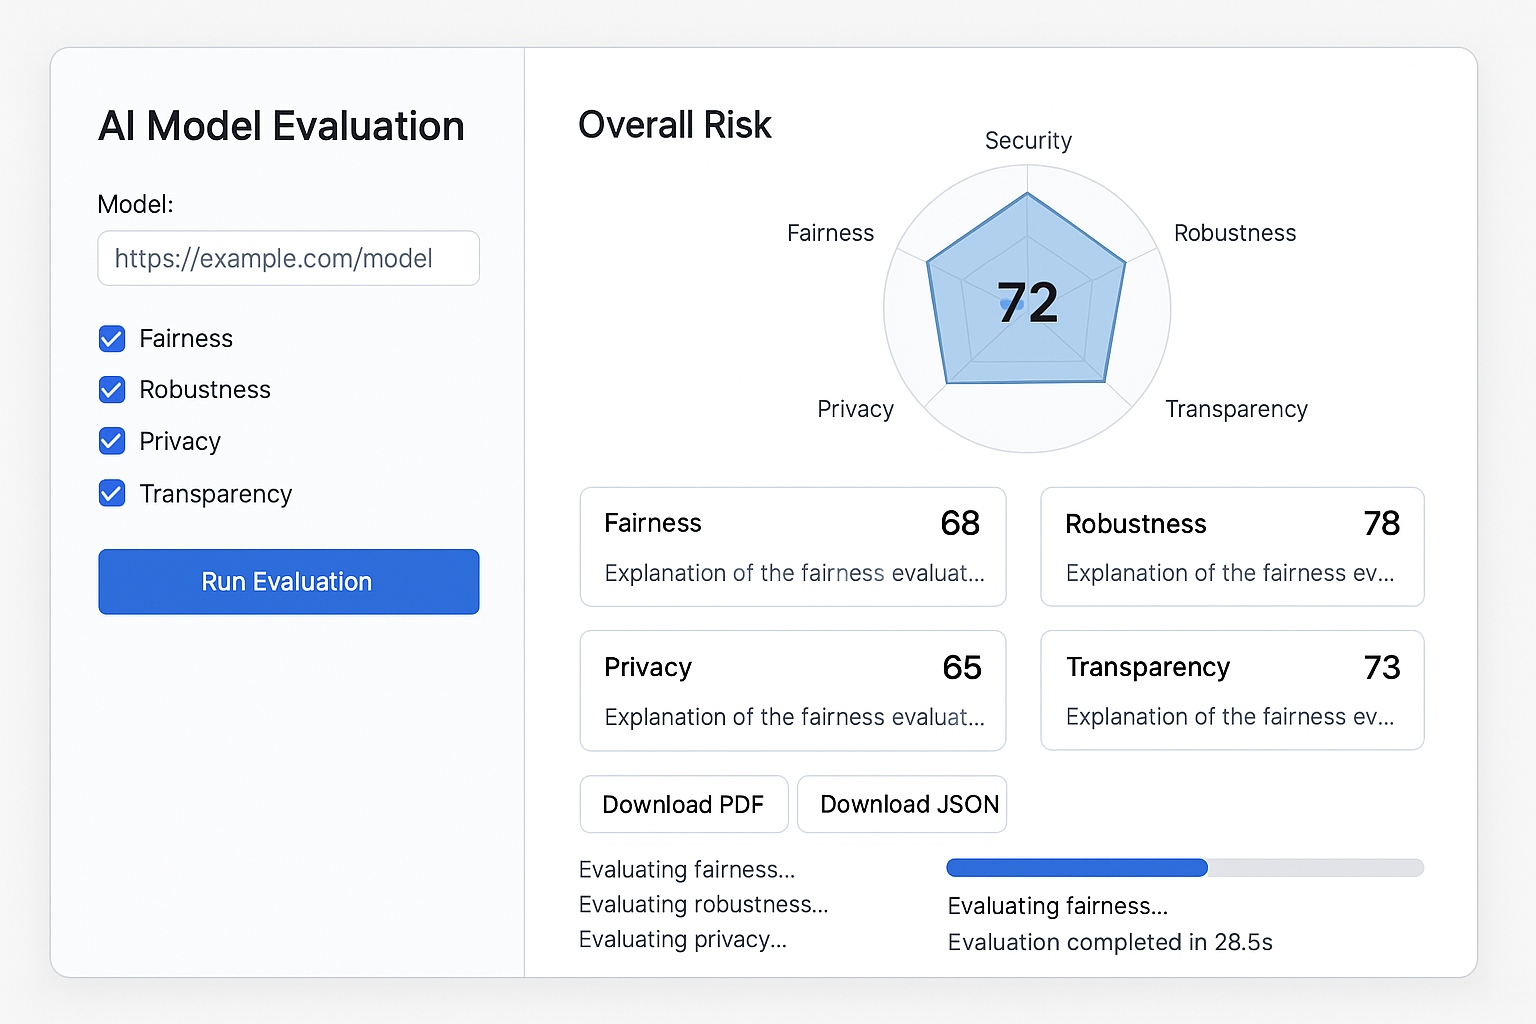 AI Model Evaluation
Model:
https://example.com/model
Fairness
Robustness
Privacy
Transparency
Run Evaluation
Overall Risk
Security
Fairness
Robustness
72
Privacy
Transparency
Fairness 68
Explanation of the fairness evaluat...
Robustness 78
Explanation of the fairness ev...
Privacy 65
Explanation of the fairness evaluat...
Transparency 73
Explanation of the fairness ev...
Download PDF
Download JSON
Evaluating fairness...
Evaluating robustness...
Evaluating privacy...
Evaluating fairness...
Evaluation completed in 28.5s